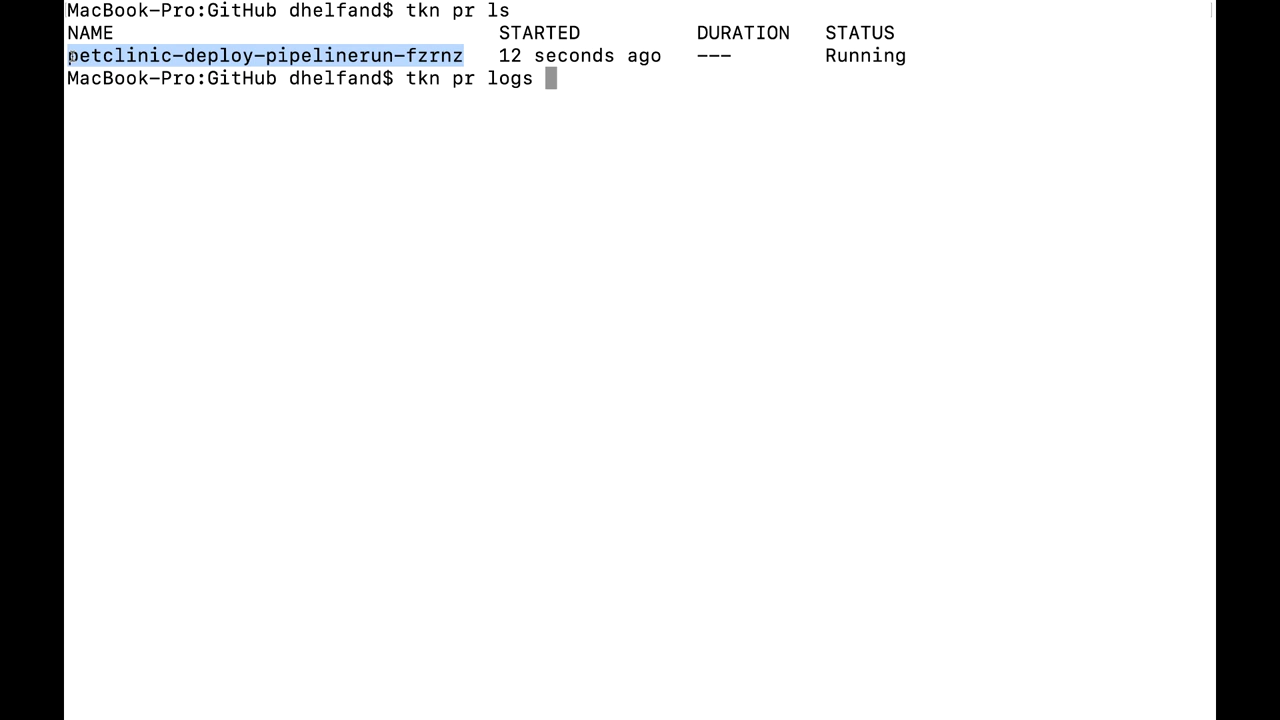 MacBook-Pro:GitHub dhelfand$ tkn pr ls
NAME STARTED DURATION STATUS
petclinic-deploy-pipelinerun-fzrnz 12 seconds ago --- Running
MacBook-Pro:GitHub dhelfand$ tkn pr logs